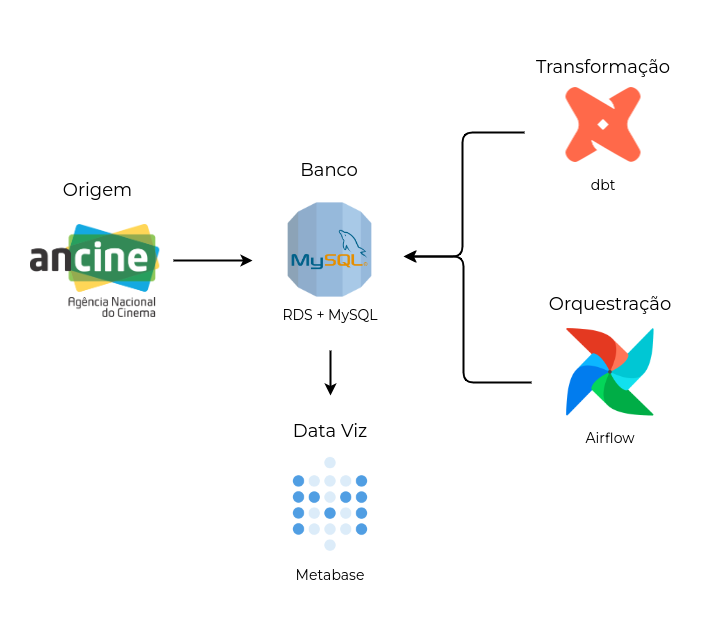 Transformação
dbt
Banco
Origem
ancine
Agência Nacional
do Cinema
MySQL
RDS + MySQL
Orquestração
Airflow
Data Viz
Metabase